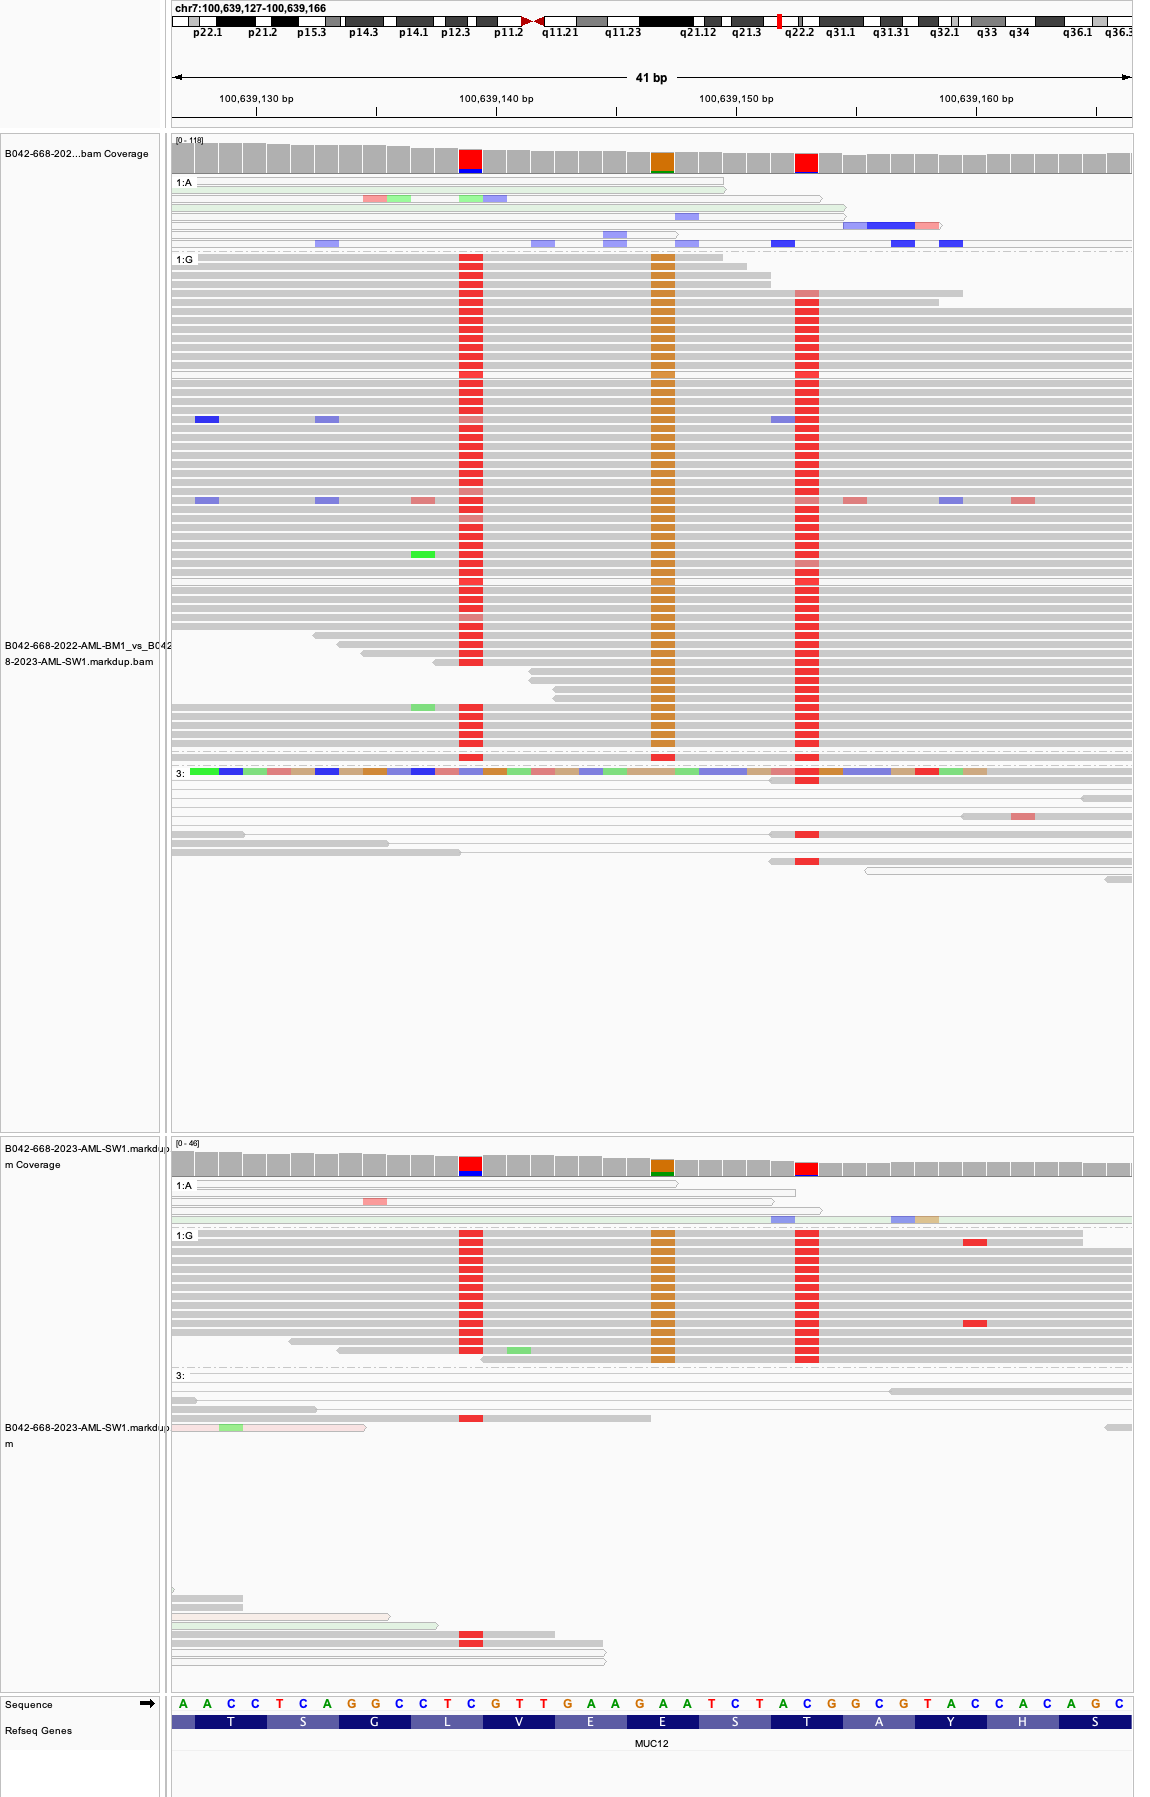 chr7:100,639,127-100,639,166
p22.1 p21.2 p15.3 p14.3 p14.1 p12.3 p11.2 q11.21 q11.23 q21.12 q21.3 q22.2 q31.1 q31.31 q32.1 q33 q34 q36.1 q36.3
41 bp
100,639,130 bp 100,639,140 bp 100,639,150 bp 100,639,160 bp
[0 - 118]
B042-668-202...bam Coverage
1:A
1:G
B042-668-2022-AML-BM1_vs_B042
8-2023-AML-SW1.markdup.bam
3:
[0 - 46]
B042-668-2023-AML-SW1.markdup
m Coverage
1:A
1:G
3:
B042-668-2023-AML-SW1.markdup
m
Sequence A A C C T C A G G C C T C G T T G A A G A A T C T A C G G C G T A C C A C A G C
Refseq Genes T S G L V E E S T A Y H S
MUC12